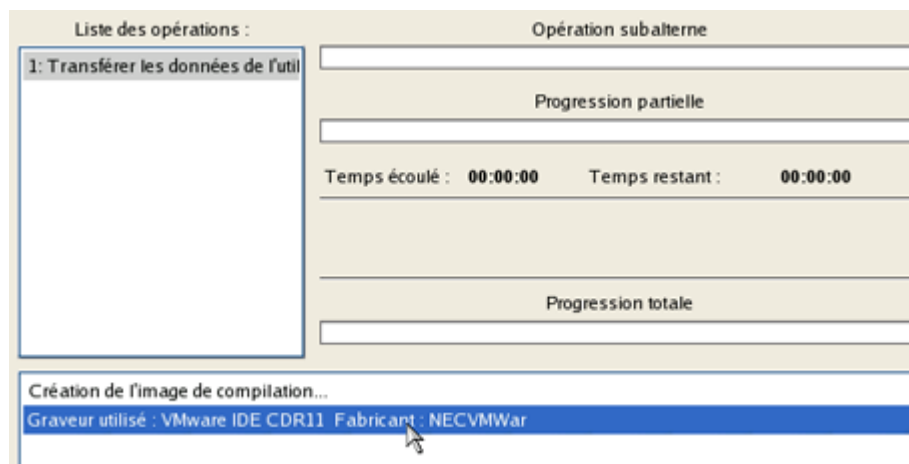 Liste des opérations :
1: Transférer les données de l'util
Opération subalterne
Progression partielle
Temps écoulé : 00:00:00 Temps restant : 00:00:00
Progression totale
Création de l'image de compilation...
Graveur utilisé : VMware IDE CDR11 Fabricant : NECVMWar